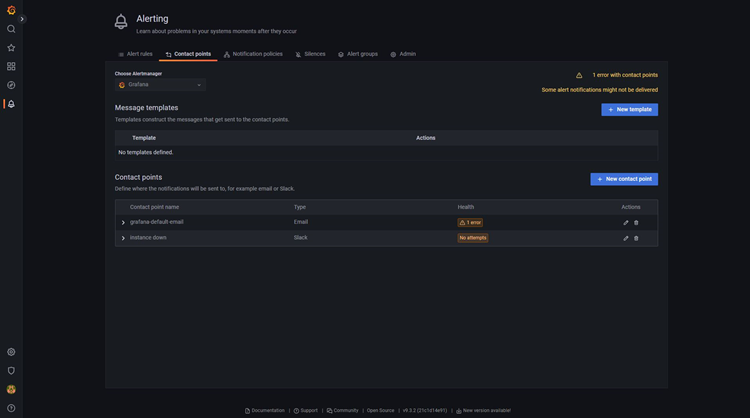 Alerting
Learn about problems in your systems moments after they occur
Alert rules
Contact points
Notification policies
Silences
Alert groups
Admin
Choose Alertmanager
Grafana
1 error with contact points
Some alert notifications might not be delivered
Message templates
+ New template
Templates construct the messages that get sent to the contact points.
Template Actions
No templates defined.
Contact points
+ New contact point
Define where the notifications will be sent to, for example email or Slack.
Contact point name Type Health Actions
grafana-default-email Email 1 error
Instance down Slack No attempts
Documentation | Support | Community | Open Source | v9.3.2 (21c1d14e91) | New version available!